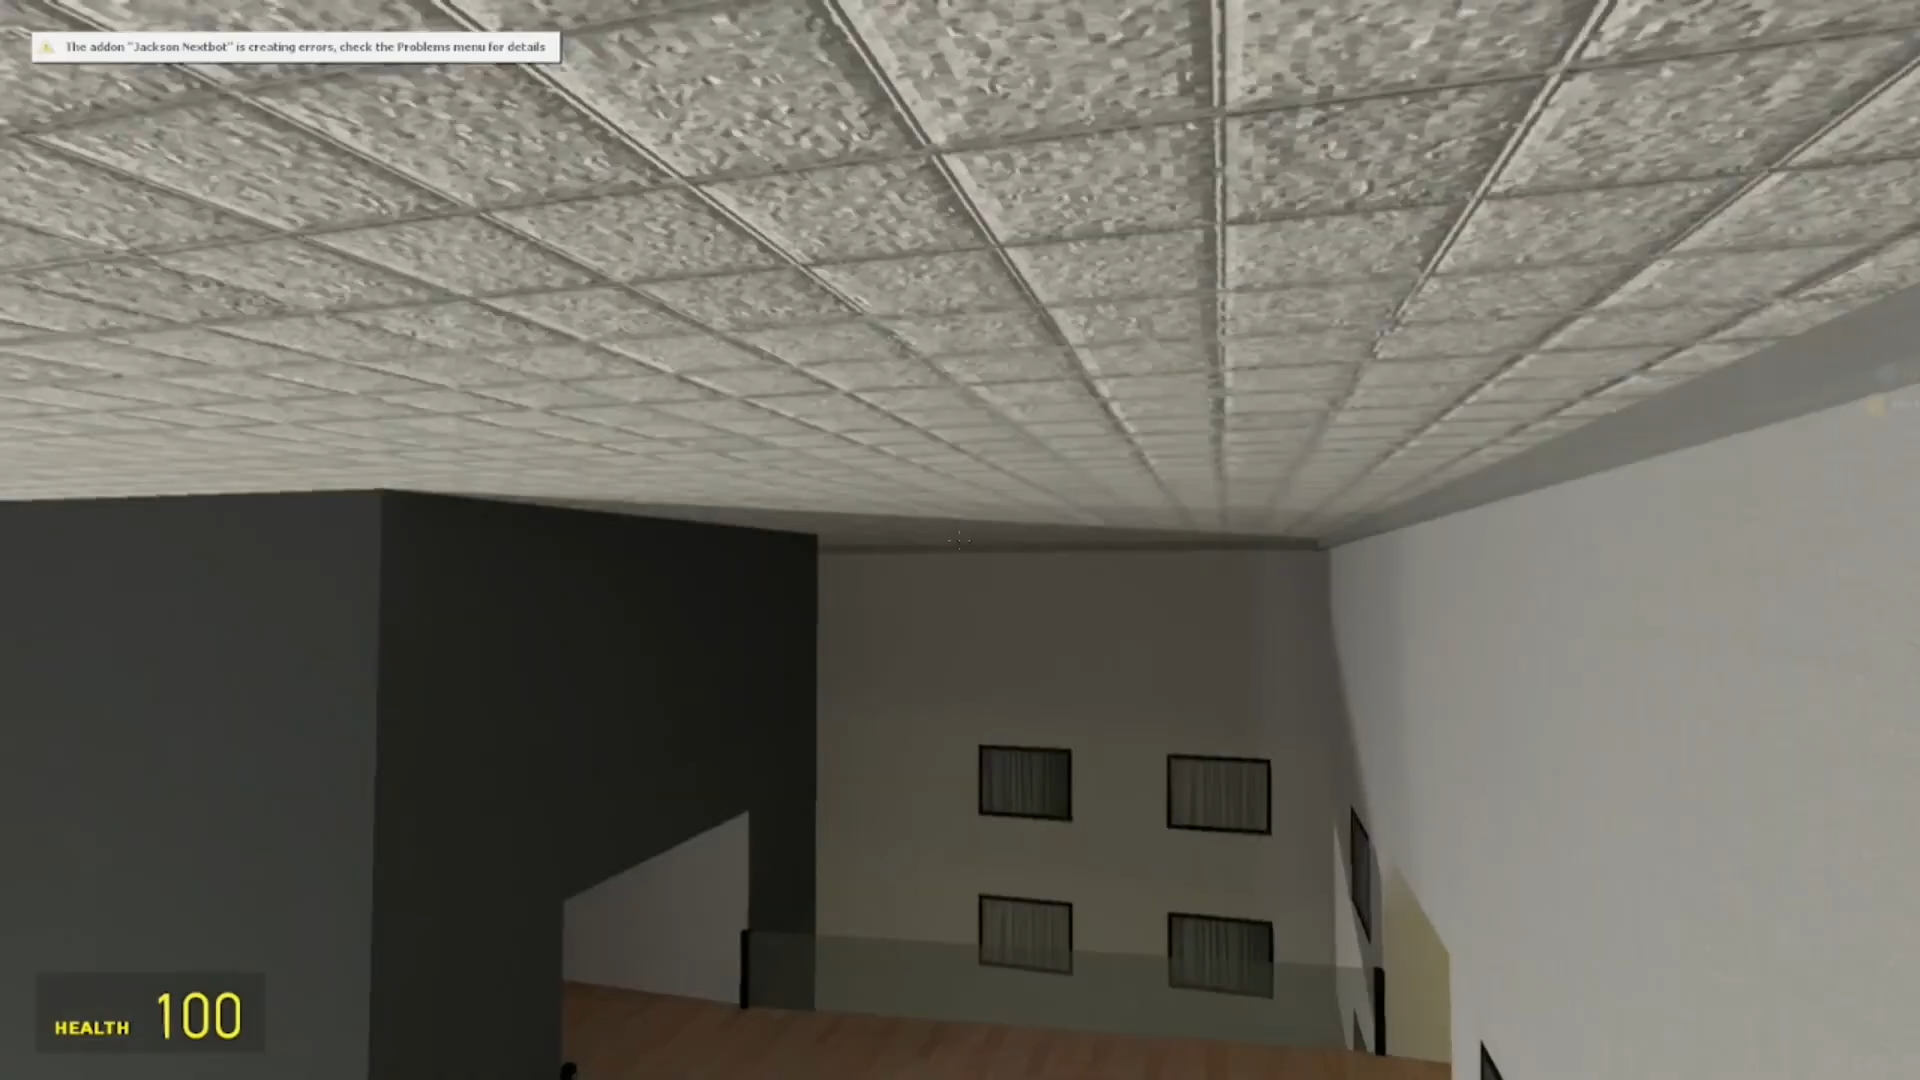 The addon "Jackson Nextbot" is creating errors, check the Problems menu for details
HEALTH 100